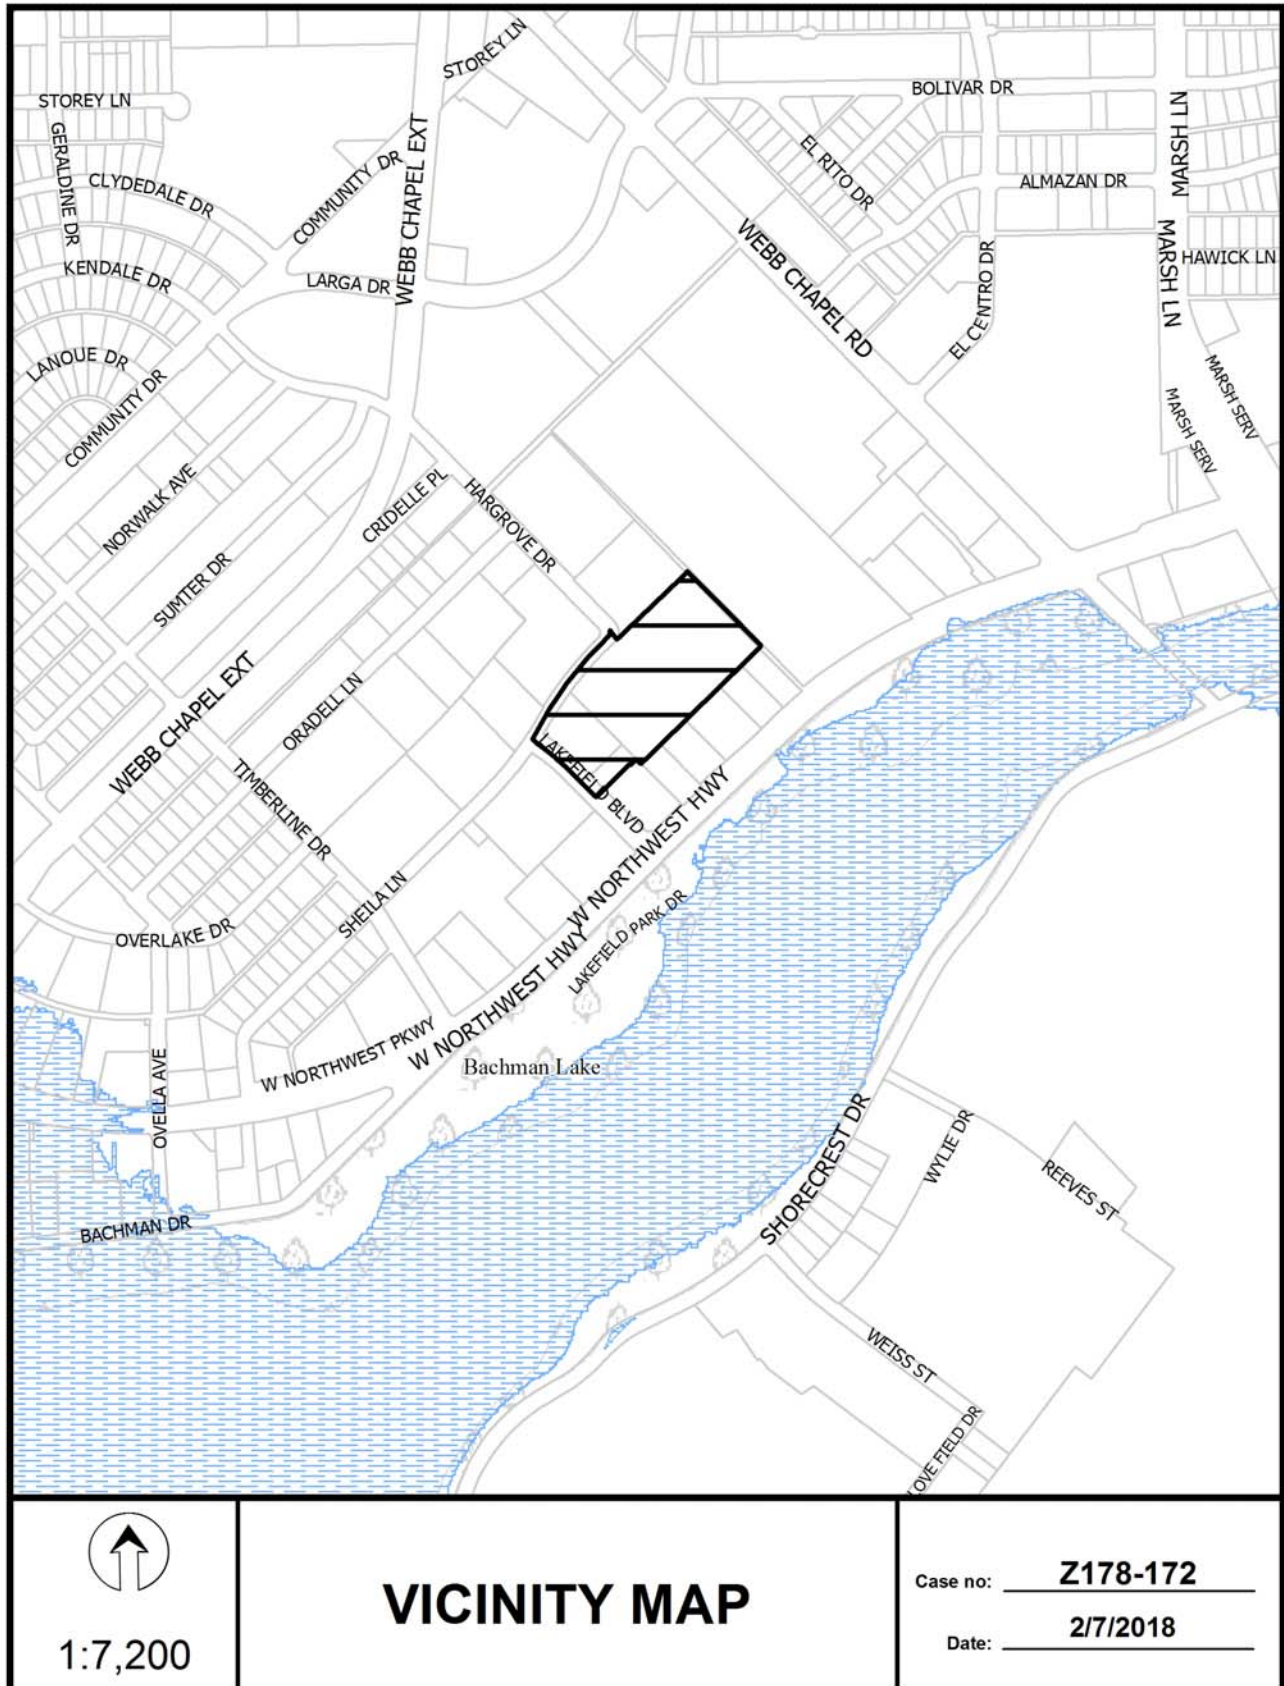 STOREY LN
BOLIVAR DR
STOREY LN
MARSH LN
GERALDINE DR
WEBB CHAPEL EXT
EL RITO DR
CLYDEDALE DR
COMMUNITY DR
ALMAZAN DR
WEBB CHAPEL RD
MARSH LN
EL CENTRO DR
HAWICK LN
KENDALE DR
LARGA DR
LANOUE DR
COMMUNITY DR
MARSH SERV
MARSH SERV
NORWALK AVE
CRIDELLE PL
HARGROVE DR
SUMTER DR
WEBB CHAPEL EXT
ORADELL LN
LAKEFIELD BLVD
TIMBERLINE DR
W NORTHWEST HWY
SHEILA LN
OVERLAKE DR
LAKEFIELD PARK DR
W NORTHWEST HWY
W NORTHWEST PKWY
Bachman Lake
OVELLA AVE
SHORECREST DR
WYLIE DR
REEVES ST
BACHMAN DR
WEISS ST
LOVE FIELD DR
1:7,200
VICINITY MAP
Case no: Z178-172
Date: 2/7/2018